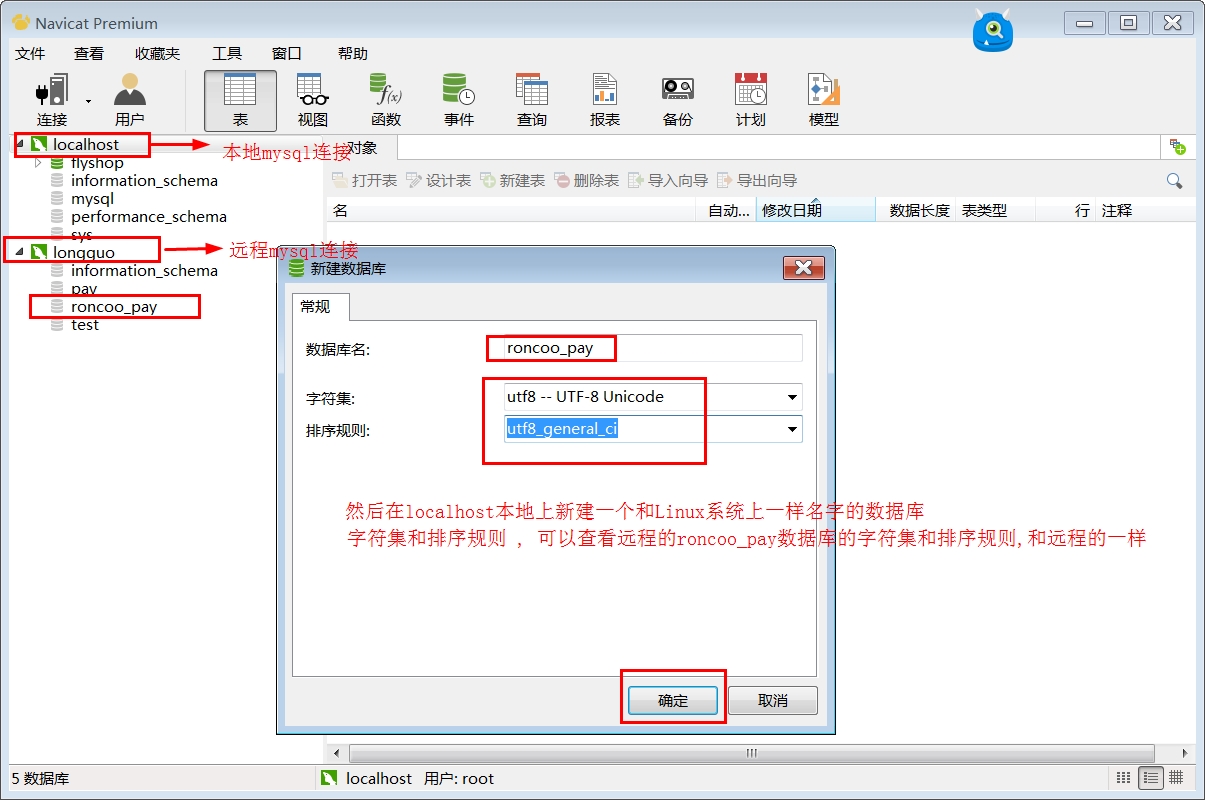 Navicat Premium
文件 查看 收藏夹 工具 窗口 帮助
连接 用户 表 视图 函数 事件 查询 报表 备份 计划 模型
localhost
本地mysql连接
对象
flyshop
information_schema
mysql
performance_schema
sys
longguo
远程mysql连接
information_schema
pay
roncoo_pay
test
打开表 设计表 新建表 删除表 导入向导 导出向导
名 自动... 修改日期 数据长度 表类型 行 注释
新建数据库
常规
数据库名: roncoo_pay
字符集: utf8 -- UTF-8 Unicode
排序规则: utf8_general_ci
然后在localhost本地上新建一个和Linux系统上一样名字的数据库
字符集和排序规则 , 可以查看远程的roncoo_pay数据库的字符集和排序规则,和远程的一样
确定 取消
5 数据库 localhost 用户: root